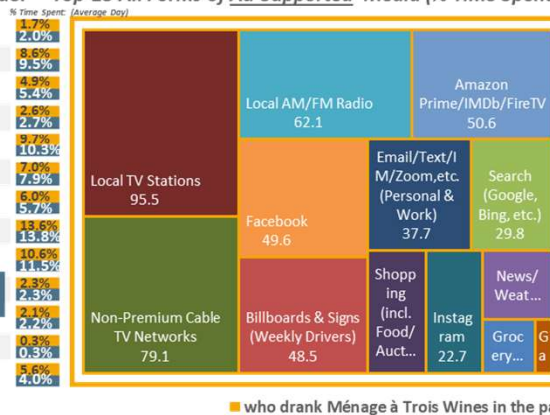 % Time Spent: (Average Day)
1.7%
2.0%
8.6%
9.5%
4.9%
5.4%
2.6%
2.7%
9.7%
10.3%
7.0%
7.9%
6.0%
5.7%
13.6%
13.8%
10.6%
11.5%
2.3%
2.3%
2.1%
2.2%
0.3%
0.3%
5.6%
4.0%
Local TV Stations
95.5
Non-Premium Cable
TV Networks
79.1
Local AM/FM Radio
62.1
Amazon
Prime/IMDb/FireTV
50.6
Facebook
49.6
Billboards & Signs
(Weekly Drivers)
48.5
Email/Text/I
M/Zoom,etc.
(Personal &
Work)
37.7
Search
(Google,
Bing, etc.)
29.8
Shopp
ing
(incl.
Food/
Auct...
Instag
ram
22.7
News/
Weat...
Groc
ery...
G
a
who drank Ménage à Trois Wines in the pa